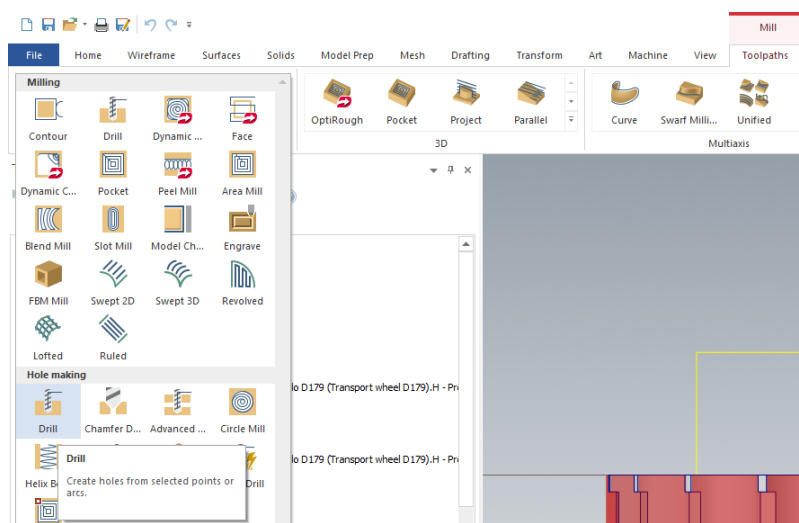 Mill
File Home Wireframe Surfaces Solids Model Prep Mesh Drafting Transform Art Machine View Toolpaths
Milling
Contour Drill Dynamic ... Face
OptiRough Pocket Project Parallel Curve Swarf Milli... Unified
3D Multiaxis
Dynamic C... Pocket Peel Mill Area Mill
Blend Mill Slot Mill Model Ch... Engrave
FBM Mill Swept 2D Swept 3D Revolved
Lofted Ruled
Hole making
lo D179 (Transport wheel D179).H - Pr
Drill Chamfer D... Advanced ... Circle Mill
Drill
lo D179 (Transport wheel D179).H - Pr
Helix B Drill
Create holes from selected points or
arcs.